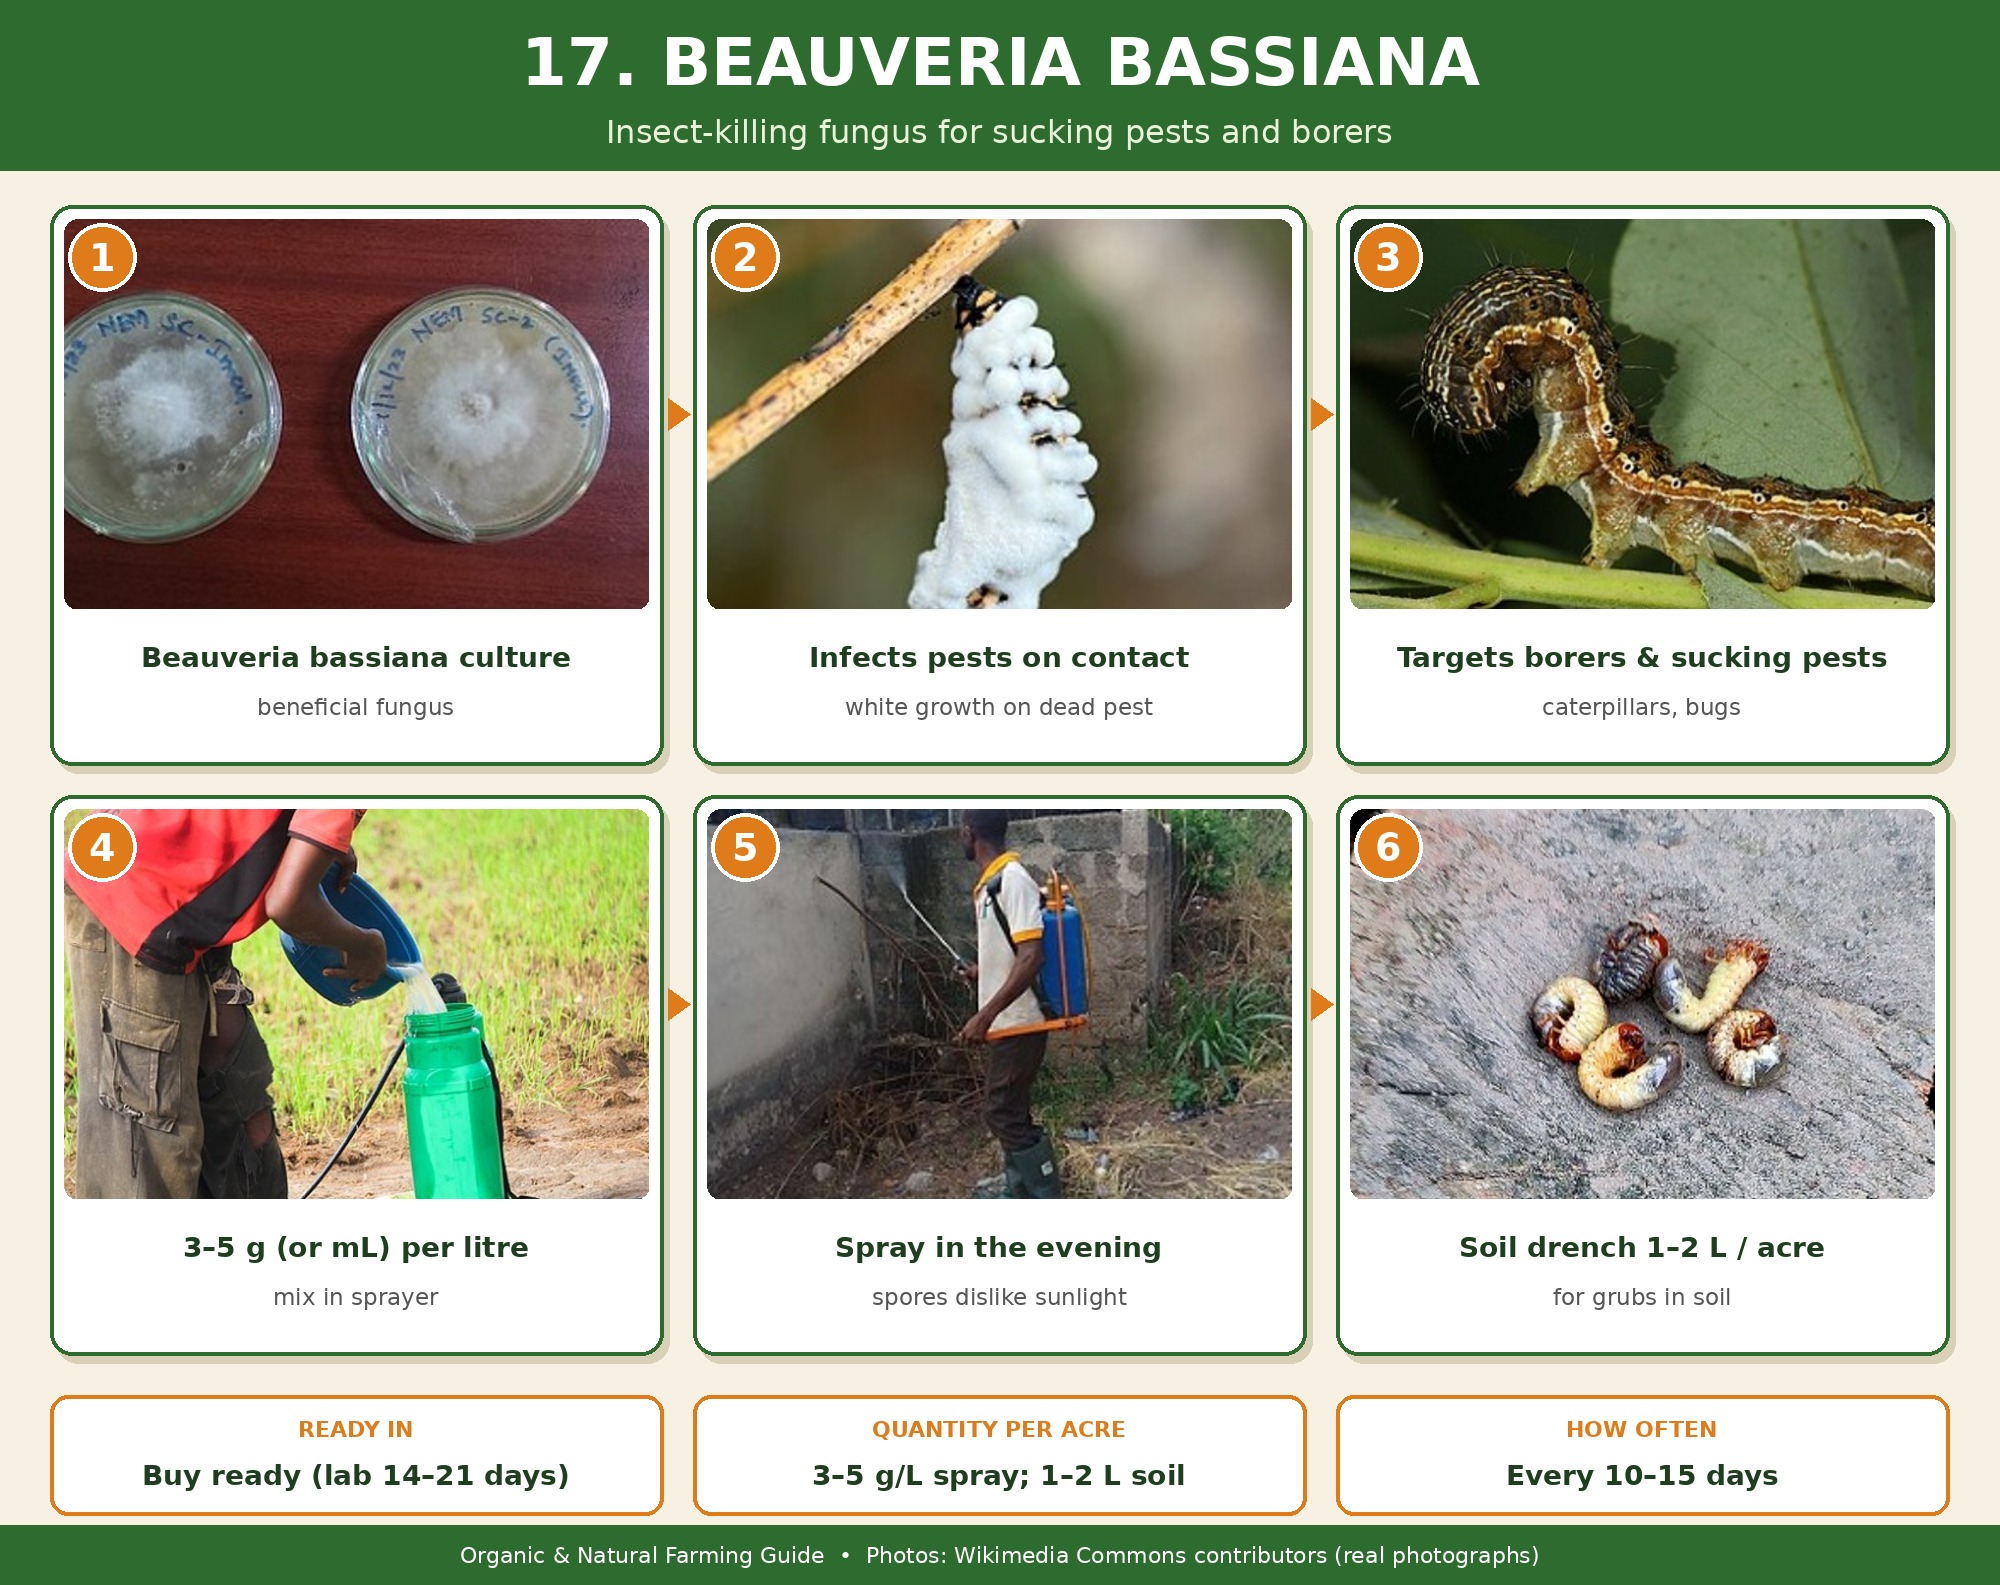 17. BEAUVERIA BASSIANA
Insect-killing fungus for sucking pests and borers
1
NEM SC-
NEM SC-2
2
3
Beauveria bassiana culture
beneficial fungus
Infects pests on contact
white growth on dead pest
Targets borers & sucking pests
caterpillars, bugs
4
5
6
3–5 g (or mL) per litre
mix in sprayer
Spray in the evening
spores dislike sunlight
Soil drench 1–2 L / acre
for grubs in soil
READY IN
Buy ready (lab 14–21 days)
QUANTITY PER ACRE
3–5 g/L spray; 1–2 L soil
HOW OFTEN
Every 10–15 days
Organic & Natural Farming Guide • Photos: Wikimedia Commons contributors (real photographs)